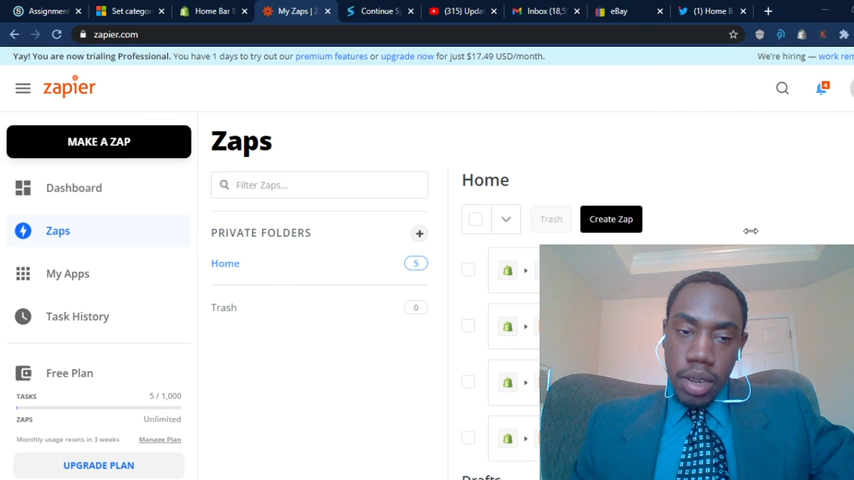 Assignment
Set categor
Home Bar
My Zaps | Z
Continue S
(315) Upda
Inbox (18,5
eBay
(1) Home B
zapier.com
Yay! You are now trialing Professional. You have 1 days to try out our premium features or upgrade now for just $17.49 USD/month.
We're hiring — work rem
zapier
4
MAKE A ZAP
Dashboard
Zaps
My Apps
Task History
Free Plan
TASKS 5 / 1,000
ZAPS Unlimited
Monthly usage resets in 3 weeks Manage Plan
UPGRADE PLAN
Zaps
Filter Zaps...
PRIVATE FOLDERS +
Home 5
Trash 0
Home
Trash Create Zap
Drafts